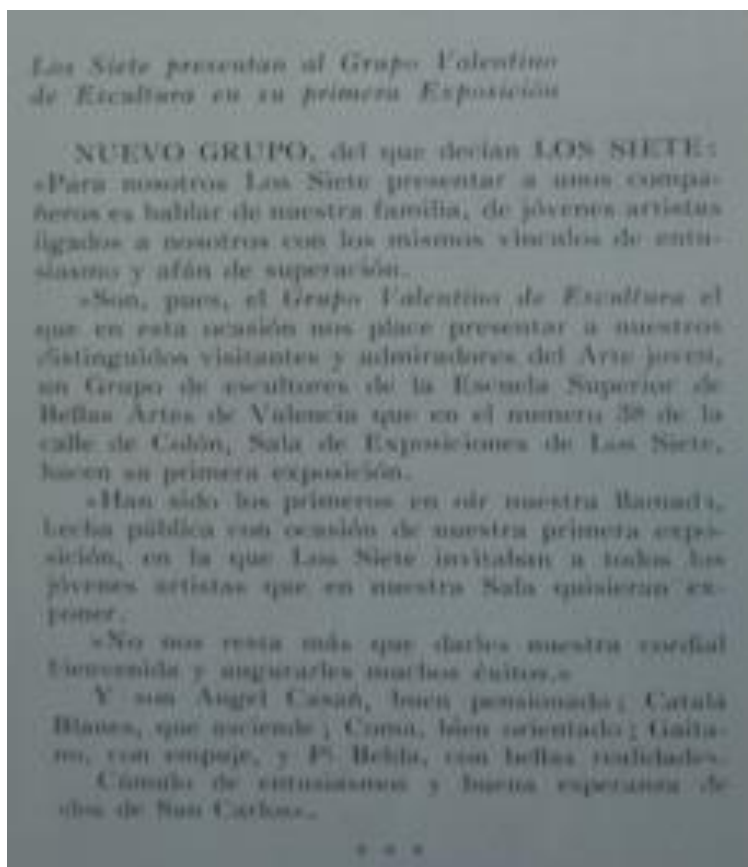 Los Siete presentan al Grupo Valentino
de Escultura en su primera Exposición
NUEVO GRUPO, del que decían LOS SIETE:
«Para nosotros Los Siete presentar a unos compa-
ñeros es hablar de nuestra familia, de jóvenes artistas
ligados a nosotros con los mismos vínculos de entu-
siasmo y afán de superación.
»Son, pues, el Grupo Valentino de Escultura el
que en esta ocasión nos place presentar a nuestros
distinguidos visitantes y admiradores del Arte joven,
un Grupo de escultores de la Escuela Superior de
Bellas Artes de Valencia que en el numero 38 de la
calle de Colón, Sala de Exposiciones de Los Siete,
hacen su primera exposición.
»Han sido los primeros en oír nuestra llamada,
hecha pública con ocasión de nuestra primera expo-
sición, en la que Los Siete invitaban a todos los
jóvenes artistas que en nuestra Sala quisieran ex-
poner.
»No nos resta más que darles nuestra cordial
bienvenida y augurarles muchos éxitos.»
Y son Angel Casañ, buen pensionado; Catalá
Blanes, que asciende; Comá, bien orientado; Gaita-
no, con empuje, y Pi Belda, con bellas realidades.
Cúmulo de entusiasmos y buena esperanza de
«los de San Carlos».
* * *